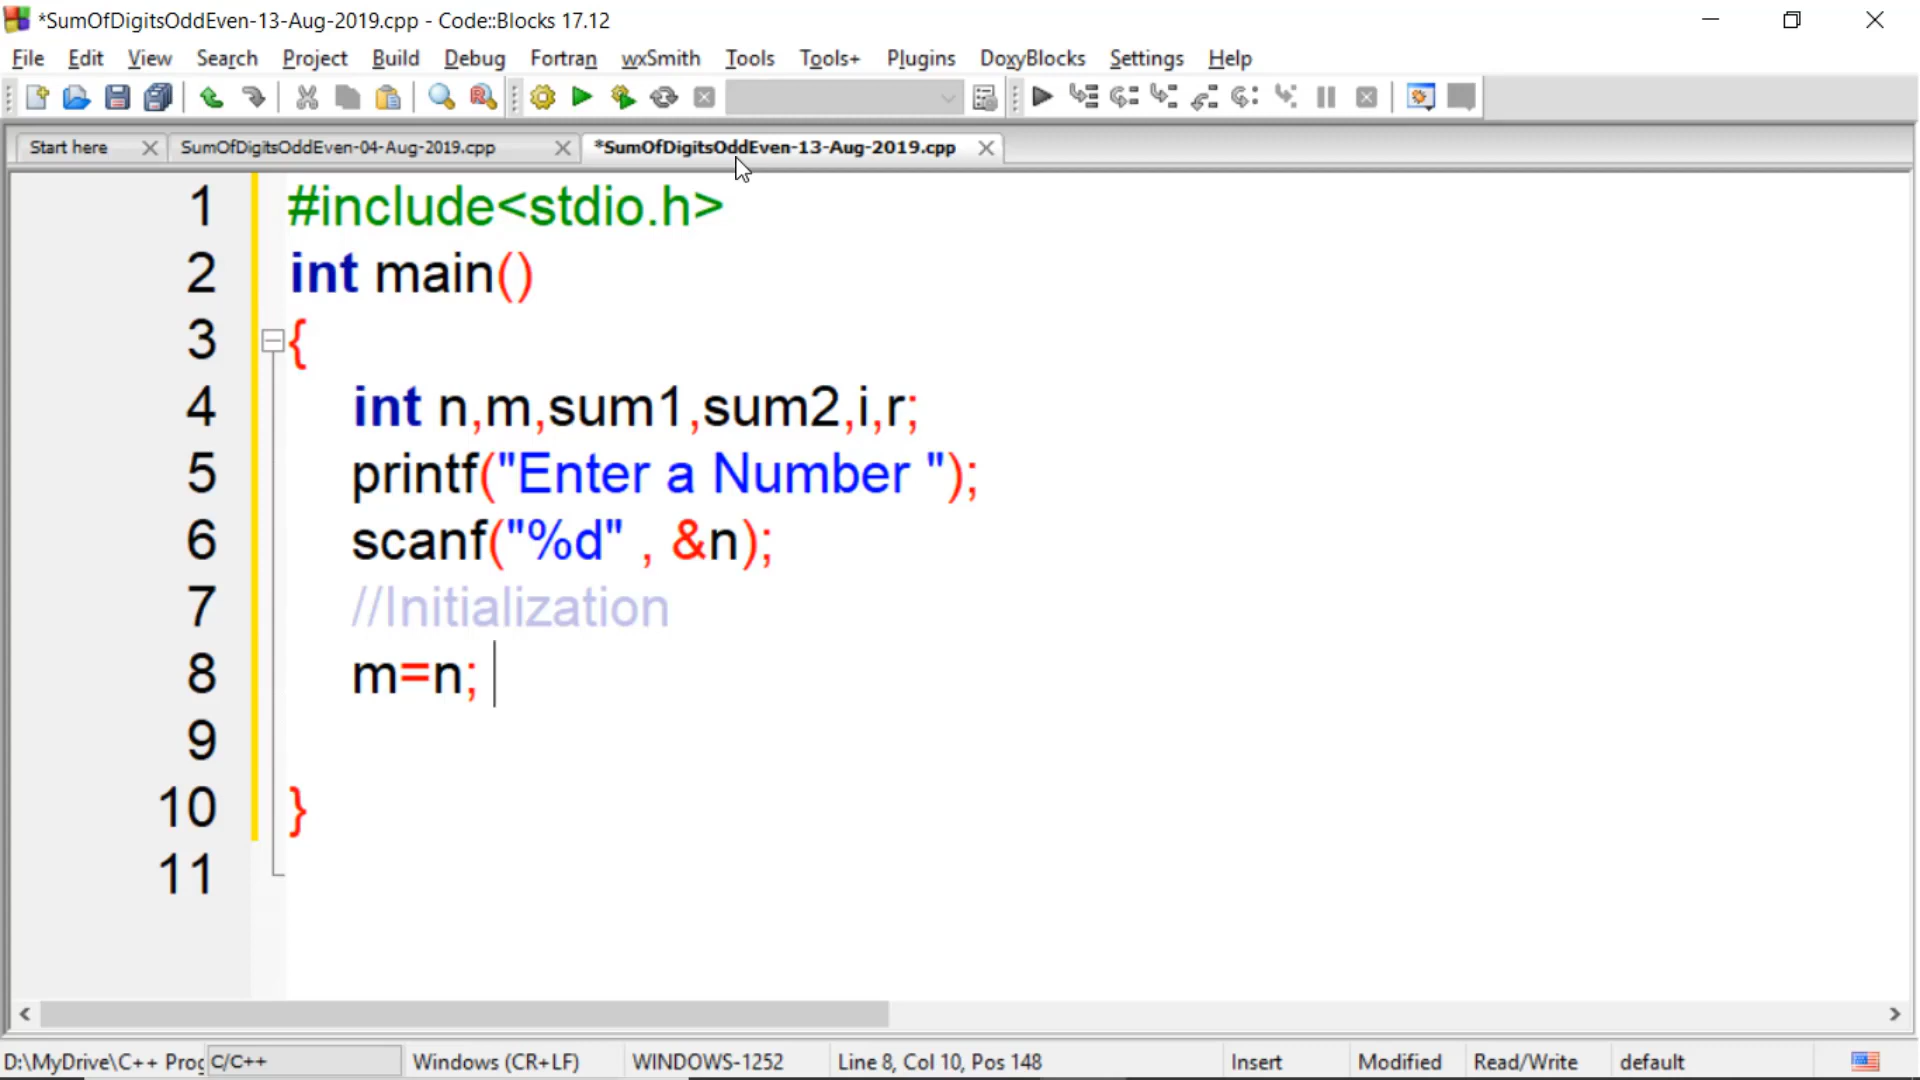 *SumOfDigitsOddEven-13-Aug-2019.cpp - Code::Blocks 17.12
File Edit View Search Project Build Debug Fortran wxSmith Tools Tools+ Plugins DoxyBlocks Settings Help
Start here SumOfDigitsOddEven-04-Aug-2019.cpp *SumOfDigitsOddEven-13-Aug-2019.cpp
1 #include<stdio.h>
2 int main()
3 {
4 int n,m,sum1,sum2,i,r;
5 printf("Enter a Number ");
6 scanf("%d" , &n);
7 //Initialization
8 m=n;
9
10 }
11
D:\MyDrive\C++ Prog C/C++ Windows (CR+LF) WINDOWS-1252 Line 8, Col 10, Pos 148 Insert Modified Read/Write default